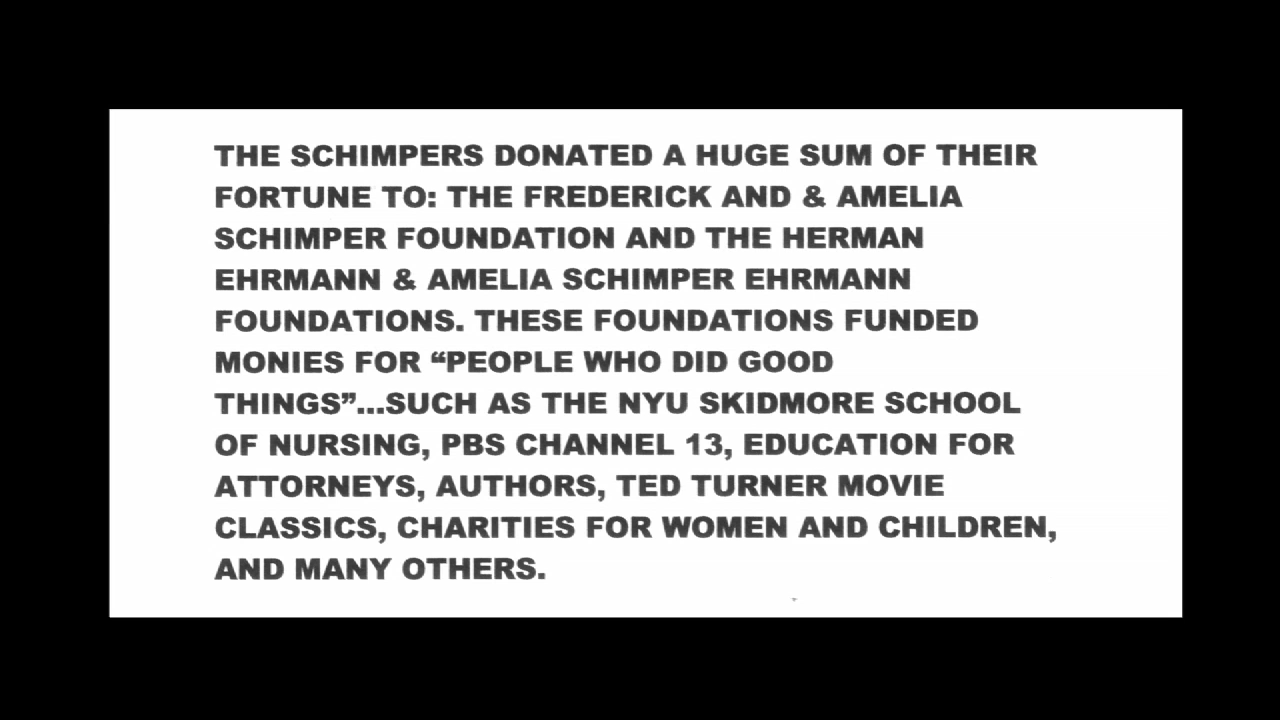 THE SCHIMPERS DONATED A HUGE SUM OF THEIR
FORTUNE TO: THE FREDERICK AND & AMELIA
SCHIMPER FOUNDATION AND THE HERMAN
EHRMANN & AMELIA SCHIMPER EHRMANN
FOUNDATIONS. THESE FOUNDATIONS FUNDED
MONIES FOR “PEOPLE WHO DID GOOD
THINGS”...SUCH AS THE NYU SKIDMORE SCHOOL
OF NURSING, PBS CHANNEL 13, EDUCATION FOR
ATTORNEYS, AUTHORS, TED TURNER MOVIE
CLASSICS, CHARITIES FOR WOMEN AND CHILDREN,
AND MANY OTHERS.